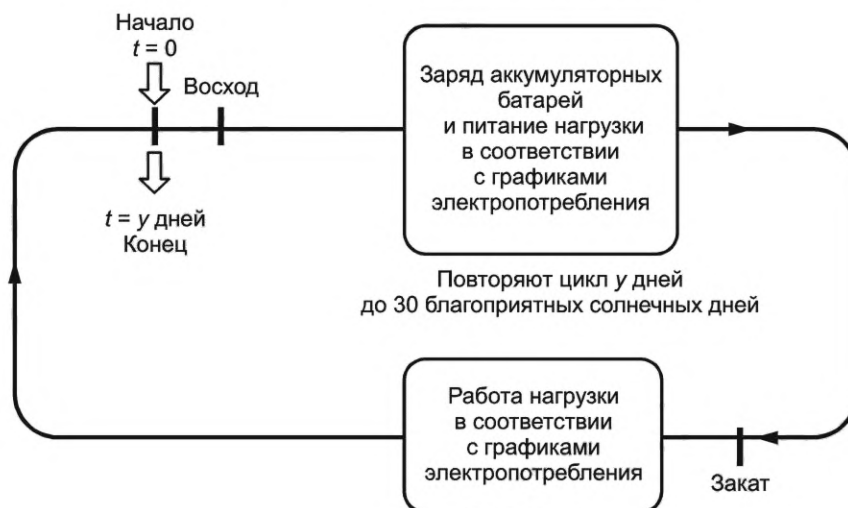 Начало
t = 0
Восход
t = y дней
Конец
Заряд аккумуляторных
батарей
и питание нагрузки
в соответствии
с графиками
электропотребления
Повторяют цикл y дней
до 30 благоприятных солнечных дней
Работа нагрузки
в соответствии
с графиками
электропотребления
Закат